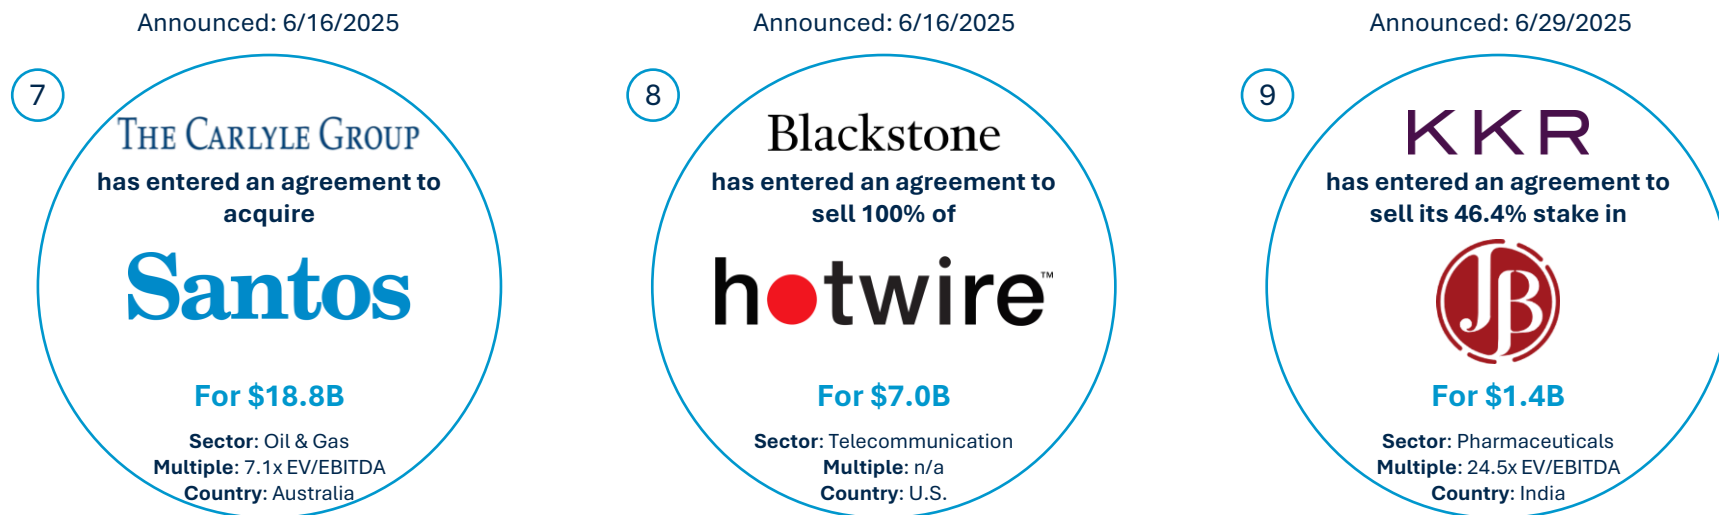 Announced: 6/16/2025
7
THE CARLYLE GROUP
has entered an agreement to
acquire
Santos
For $18.8B
Sector: Oil & Gas
Multiple: 7.1x EV/EBITDA
Country: Australia
Announced: 6/16/2025
8
Blackstone
has entered an agreement to
sell 100% of
hotwire™
For $7.0B
Sector: Telecommunication
Multiple: n/a
Country: U.S.
Announced: 6/29/2025
9
KKR
has entered an agreement to
sell its 46.4% stake in
JB
For $1.4B
Sector: Pharmaceuticals
Multiple: 24.5x EV/EBITDA
Country: India